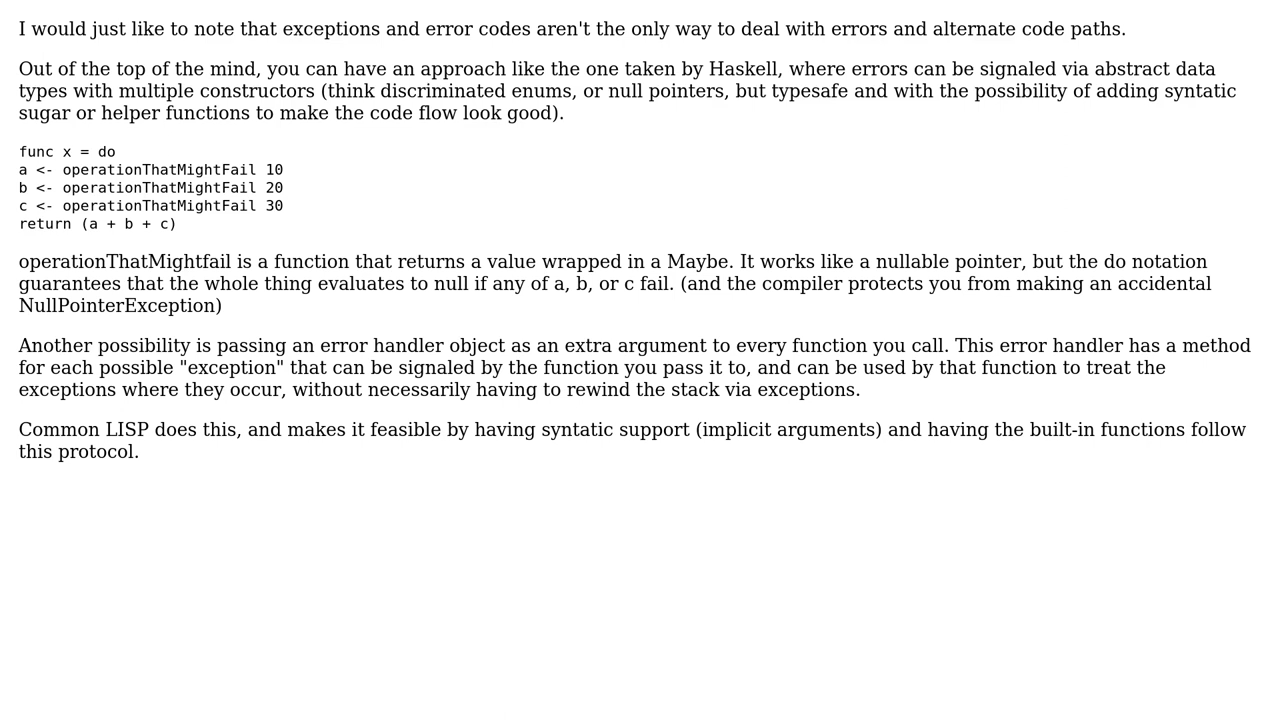 I would just like to note that exceptions and error codes aren't the only way to deal with errors and alternate code paths.
Out of the top of the mind, you can have an approach like the one taken by Haskell, where errors can be signaled via abstract data
types with multiple constructors (think discriminated enums, or null pointers, but typesafe and with the possibility of adding syntatic
sugar or helper functions to make the code flow look good).
func x = do
a <- operationThatMightFail 10
b <- operationThatMightFail 20
c <- operationThatMightFail 30
return (a + b + c)
operationThatMightfail is a function that returns a value wrapped in a Maybe. It works like a nullable pointer, but the do notation
guarantees that the whole thing evaluates to null if any of a, b, or c fail. (and the compiler protects you from making an accidental
NullPointerException)
Another possibility is passing an error handler object as an extra argument to every function you call. This error handler has a method
for each possible "exception" that can be signaled by the function you pass it to, and can be used by that function to treat the
exceptions where they occur, without necessarily having to rewind the stack via exceptions.
Common LISP does this, and makes it feasible by having syntatic support (implicit arguments) and having the built-in functions follow
this protocol.